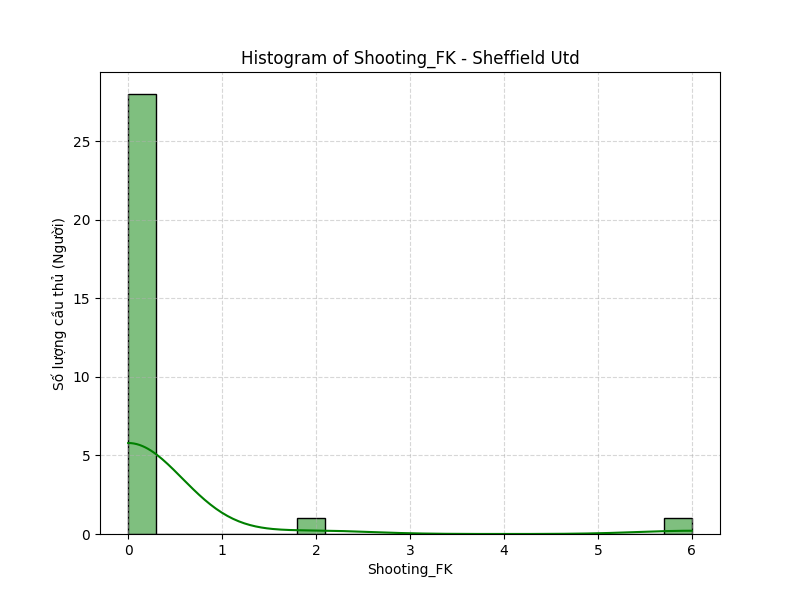 Histogram of Shooting_FK - Sheffield Utd
Số lượng cầu thủ (Người)
25
20
15
10
5
0
0 1 2 3 4 5 6
Shooting_FK